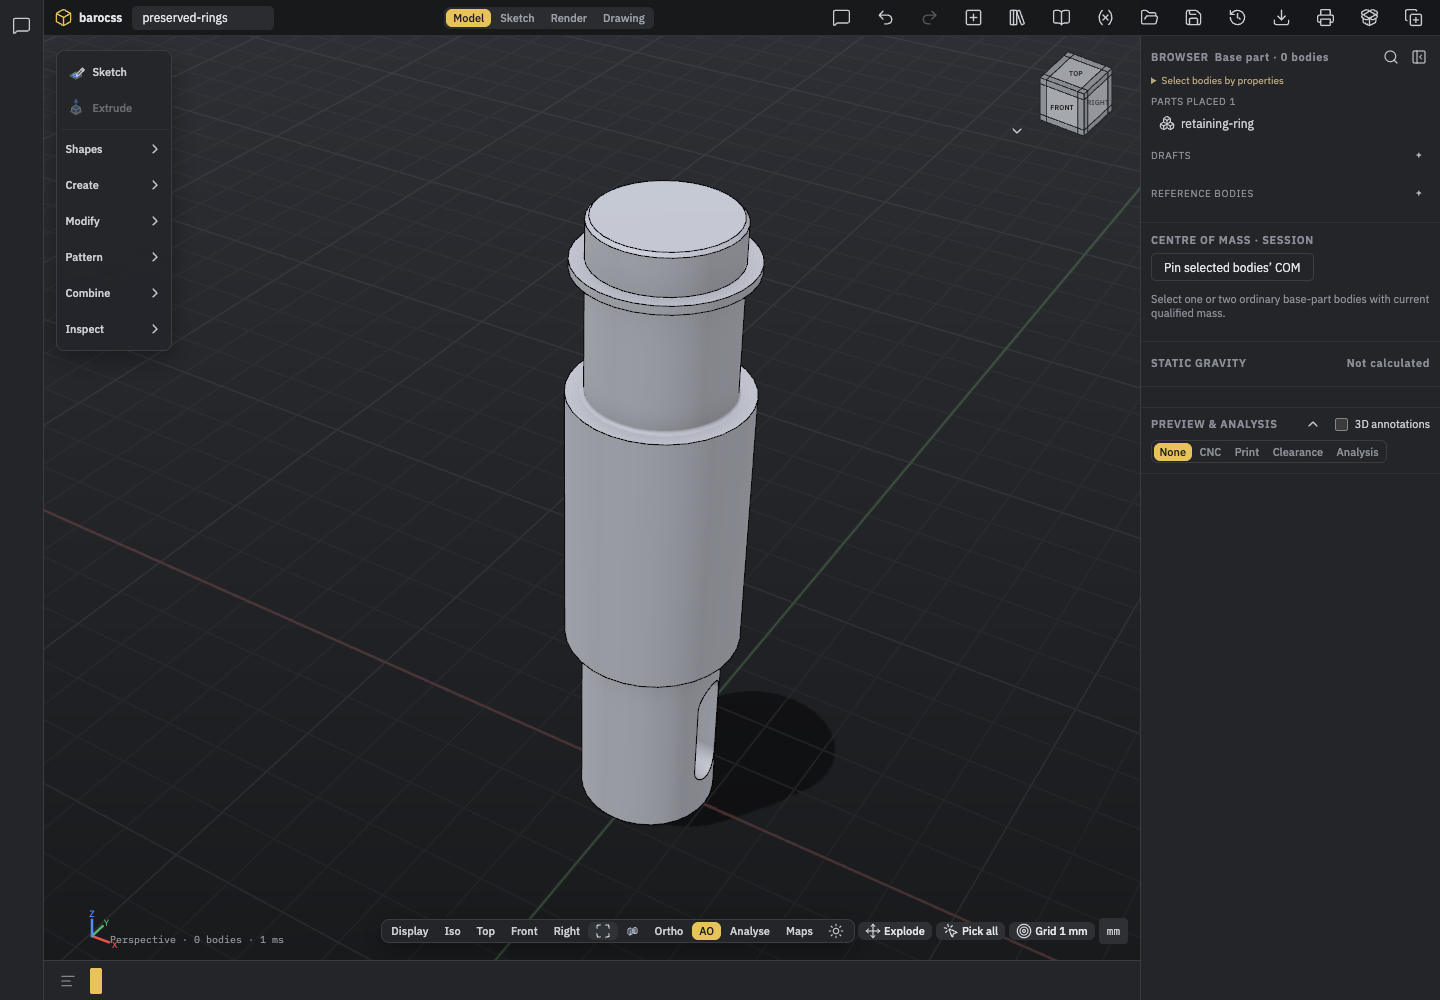 barocss
preserved-rings
Model Sketch Render Drawing
Sketch
Extrude
Shapes
Create
Modify
Pattern
Combine
Inspect
TOP
FRONT
RIGHT
BROWSER Base part · 0 bodies
Select bodies by properties
PARTS PLACED 1
retaining-ring
DRAFTS +
REFERENCE BODIES +
CENTRE OF MASS · SESSION
Pin selected bodies’ COM
Select one or two ordinary base-part bodies with current
qualified mass.
STATIC GRAVITY Not calculated
PREVIEW & ANALYSIS 3D annotations
None CNC Print Clearance Analysis
Z
Y
X
Perspective · 0 bodies · 1 ms
Display Iso Top Front Right Ortho AO Analyse Maps Explode Pick all Grid 1 mm mm